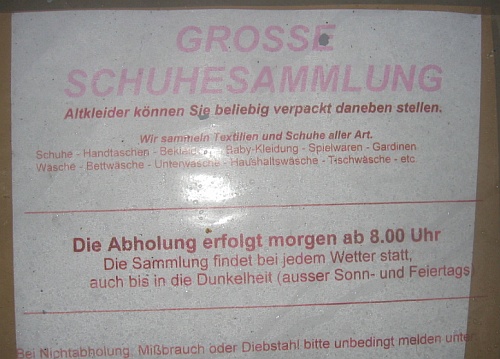 GROSSE
SCHUHESAMMLUNG
Altkleider können Sie beliebig verpackt daneben stellen.
Wir sammeln Textilien und Schuhe aller Art.
Schuhe - Handtaschen - Baby-Kleidung - Spielwaren - Gardinen
Wäsche - Bettwäsche - Unterwäsche - Haushaltswäsche - Tischwäsche - etc.
Die Abholung erfolgt morgen ab 8.00 Uhr
Die Sammlung findet bei jedem Wetter statt,
auch bis in die Dunkelheit (ausser Sonn- und Feiertags
Bei Nichtabholung: Mißbrauch oder Diebstahl bitte unbedingt melden unter